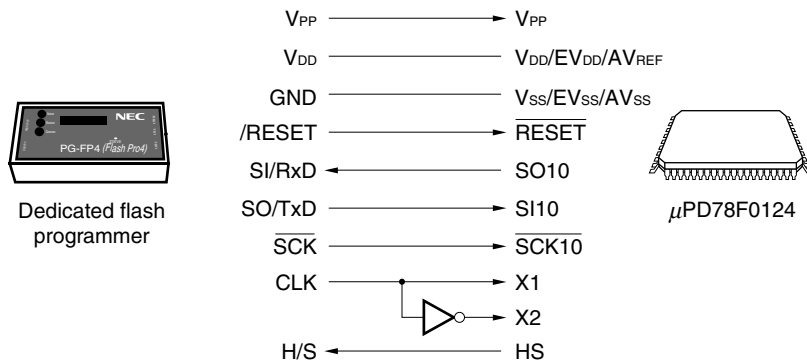 VPP VPP
VDD VDD/EVDD/AVREF
GND VSS/EVSS/AVSS
/RESET RESET
SI/RxD SO10
SO/TxD SI10
SCK SCK10
CLK X1
X2
H/S HS
NEC
PG-FP4 (Flash Pro4)
Dedicated flash
programmer
μPD78F0124